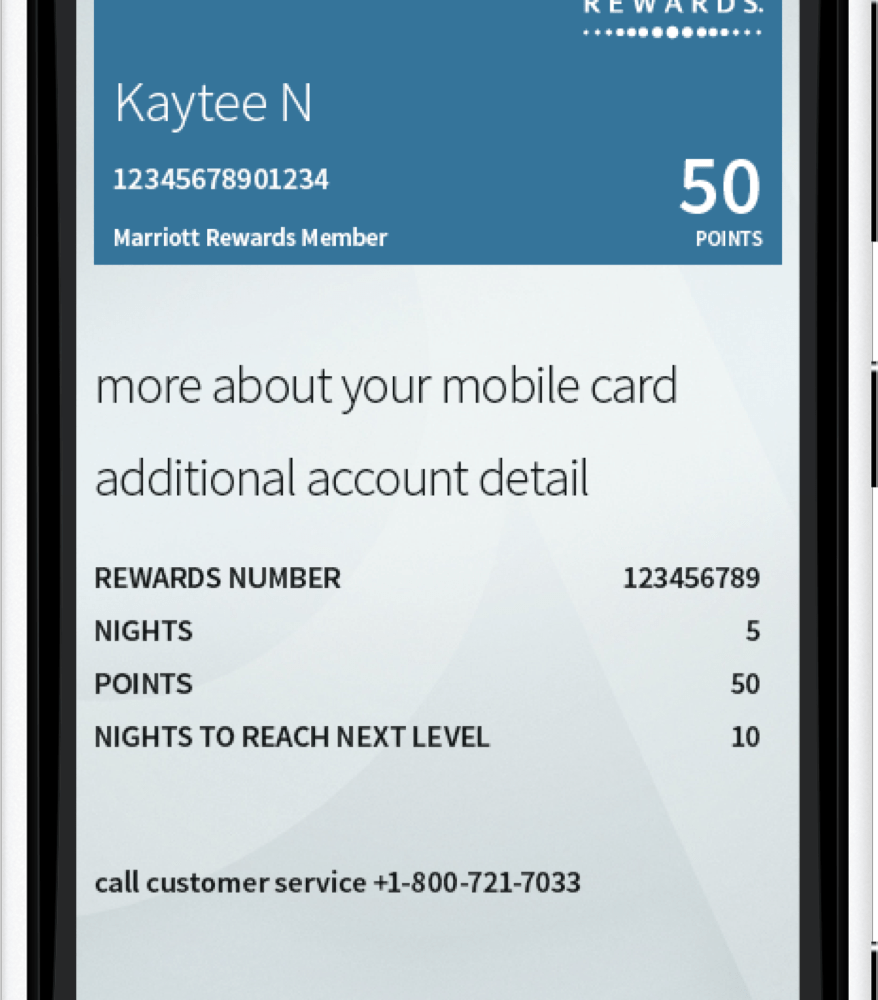 REWARDS.
Kaytee N
12345678901234
50
Marriott Rewards Member
POINTS
more about your mobile card
additional account detail
REWARDS NUMBER 123456789
NIGHTS 5
POINTS 50
NIGHTS TO REACH NEXT LEVEL 10
call customer service +1-800-721-7033